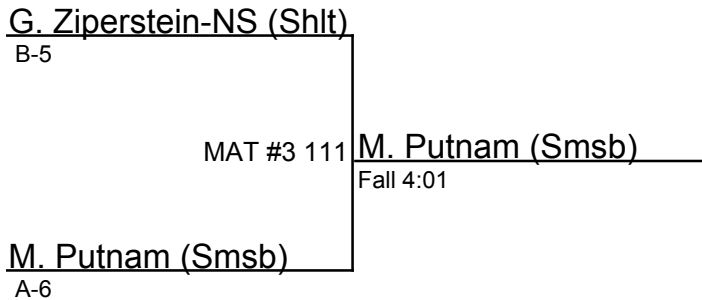 G. Ziperstein-NS (Shlt)
B-5
MAT #3 111
M. Putnam (Smsb)
Fall 4:01
M. Putnam (Smsb)
A-6